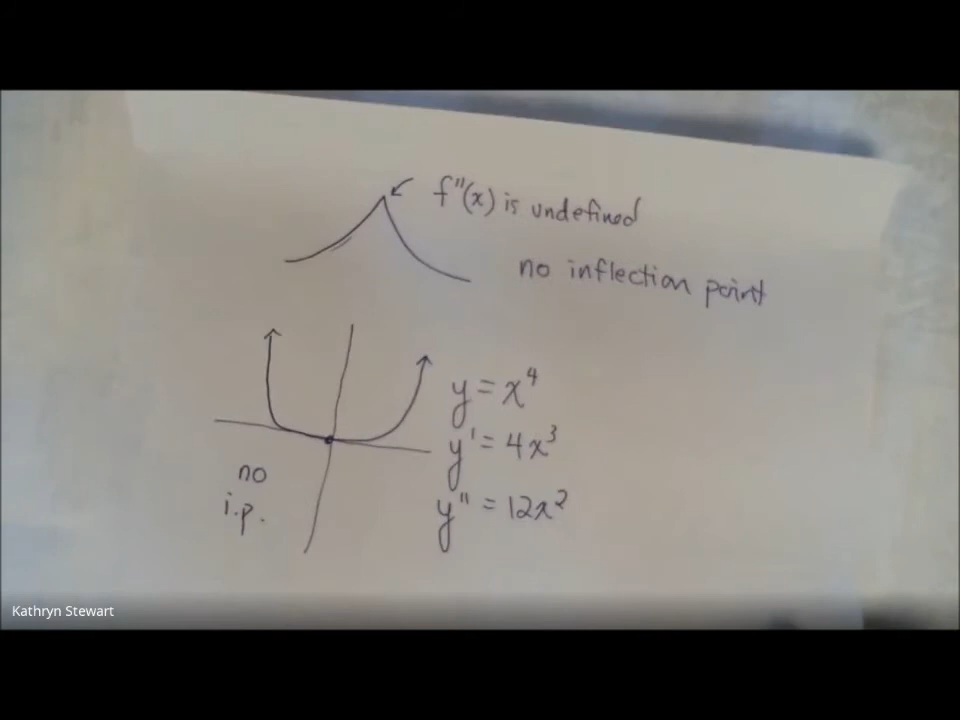 f''(x) is undefined
no inflection point
y = x⁴
y' = 4x³
no
i.p.
y'' = 12x²
Kathryn Stewart